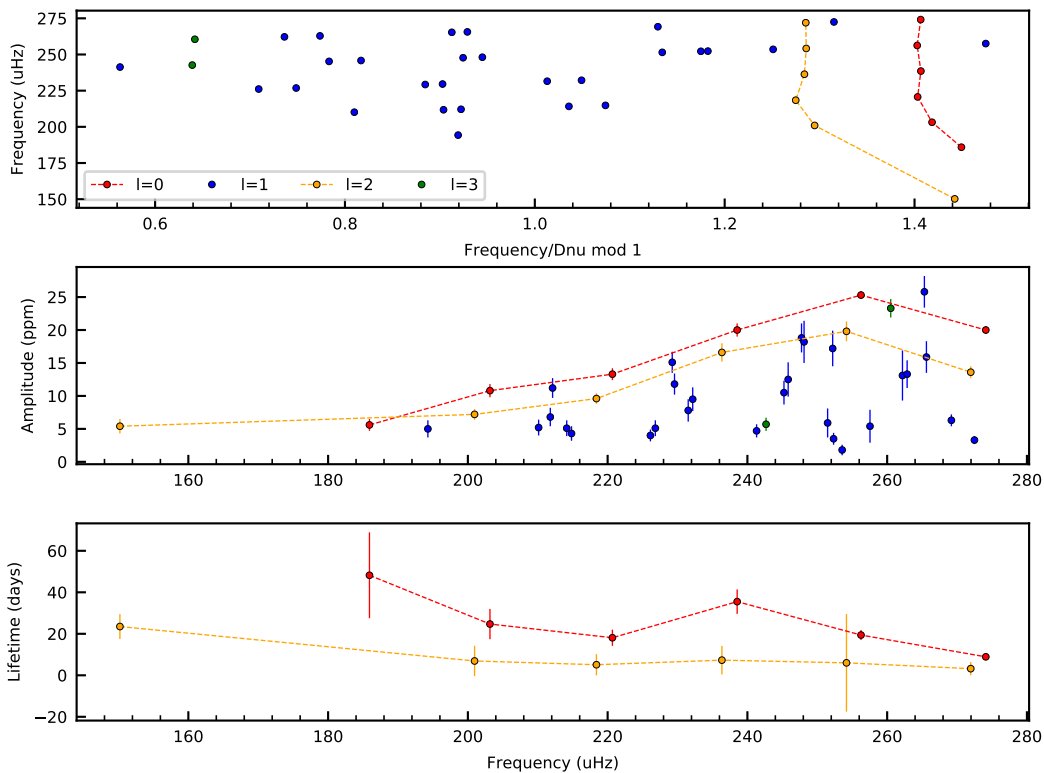 275
250
225
200
175
150
Frequency (uHz)
l=0 l=1 l=2 l=3
0.6 0.8 1.0 1.2 1.4
Frequency/Dnu mod 1
25
20
15
10
5
0
Amplitude (ppm)
160 180 200 220 240 260 280
60
40
20
0
−20
Lifetime (days)
160 180 200 220 240 260 280
Frequency (uHz)